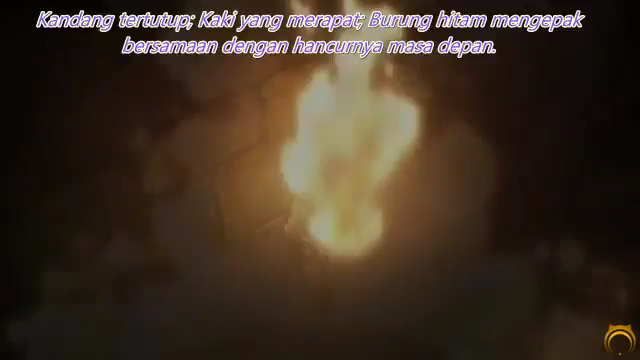 Kandang tertutup; Kaki yang merapat; Burung hitam mengepak
bersamaan dengan hancurnya masa depan.